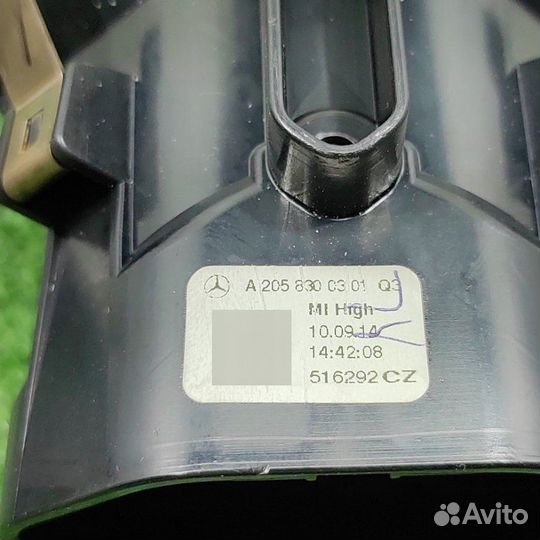 A 205 830 03 01 Q3
MI High
10.09.14
14:42:08
516292 CZ
Avito